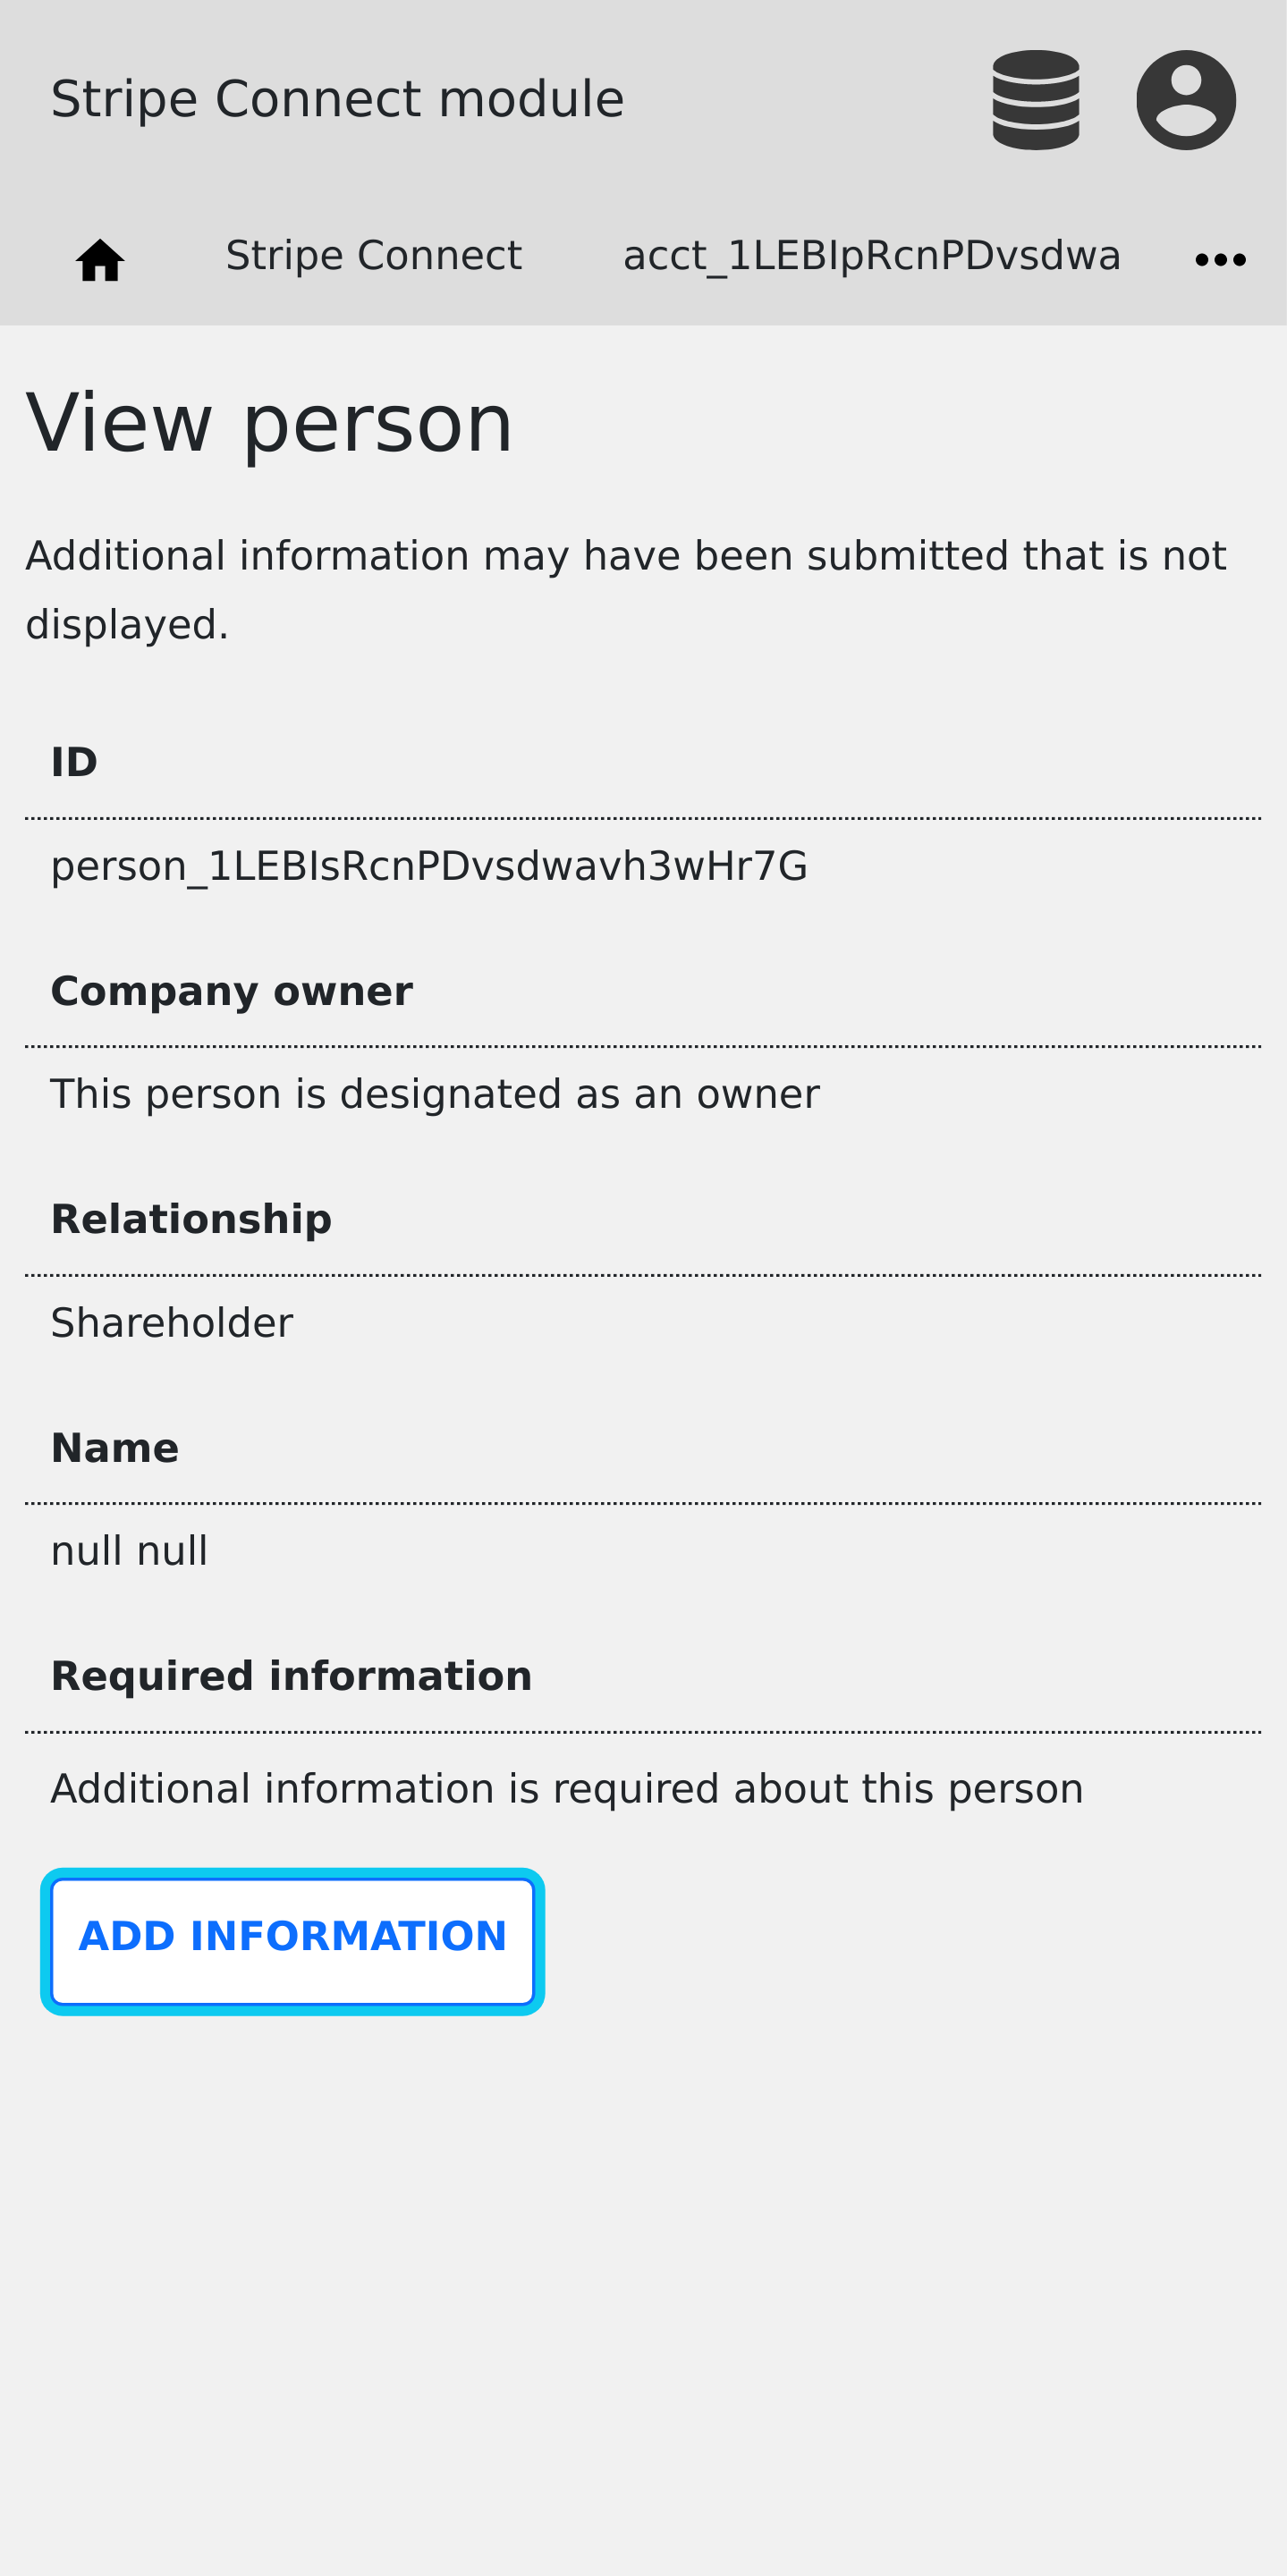 Stripe Connect module
Stripe Connect acct_1LEBIpRcnPDvsdwa
View person
Additional information may have been submitted that is not
displayed.
ID
person_1LEBIsRcnPDvsdwavh3wHr7G
Company owner
This person is designated as an owner
Relationship
Shareholder
Name
null null
Required information
Additional information is required about this person
ADD INFORMATION